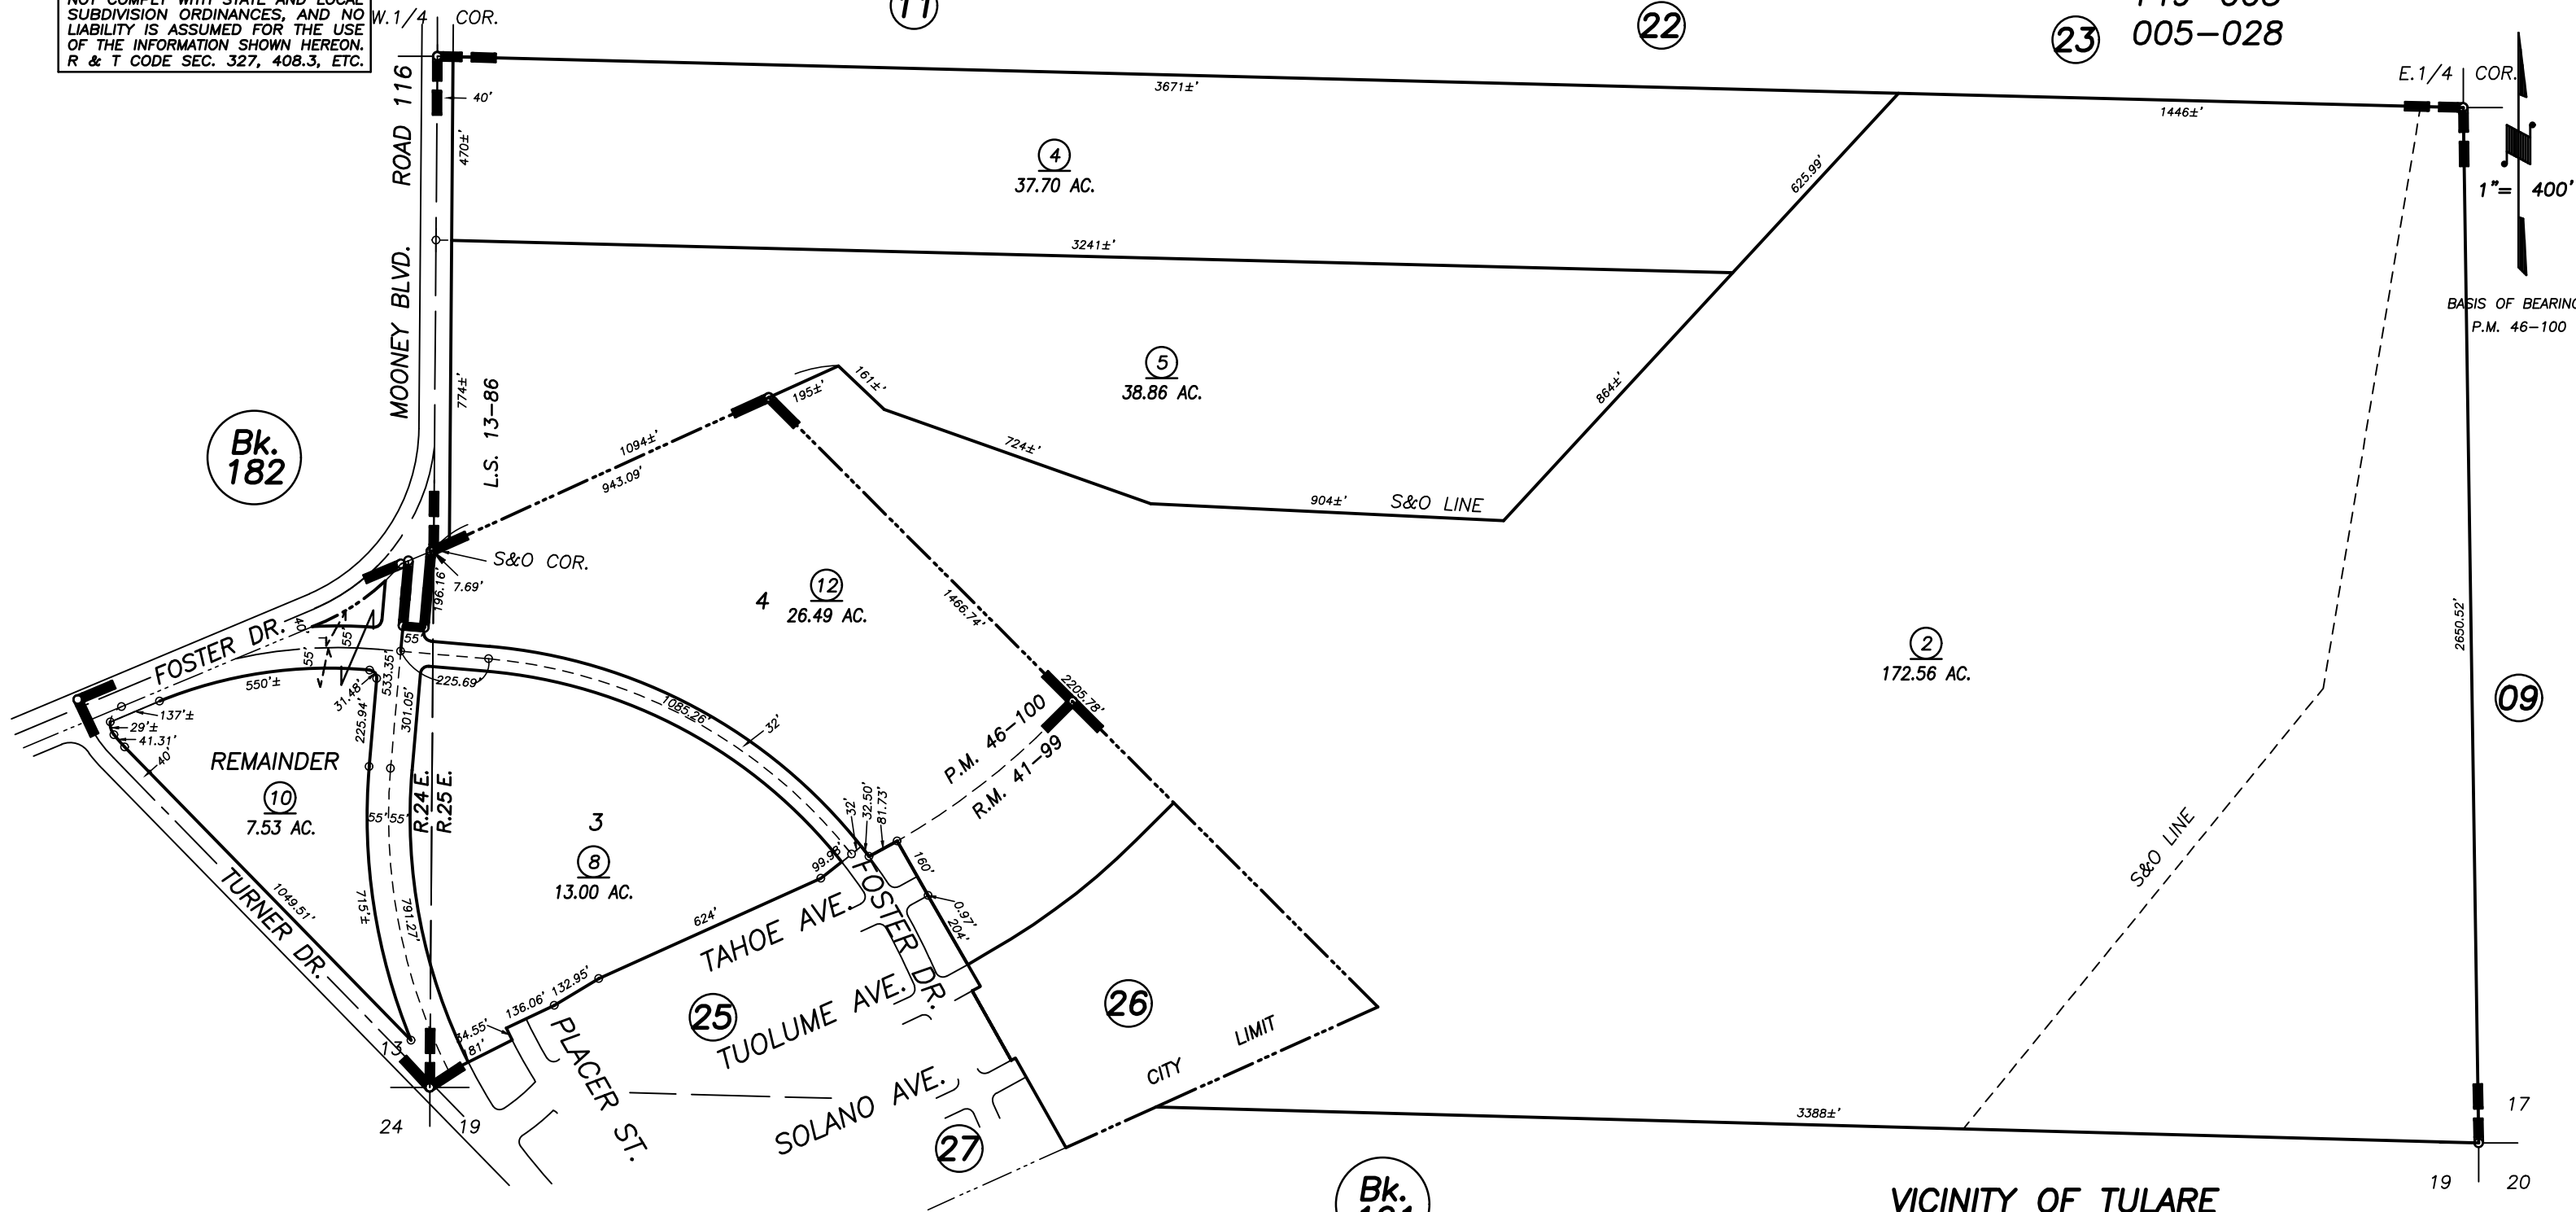 SUBDIVISION ORDINANCES, AND NO
LIABILITY IS ASSUMED FOR THE USE
OF THE INFORMATION SHOWN HEREON.
R & T CODE SEC. 327, 408.3, ETC.
W.1/4 COR.
11
22
23
005-028
E.1/4 COR.
1"= 400'
BASIS OF BEARING
P.M. 46-100
ROAD 116
MOONEY BLVD.
40'
470±'
3671±'
1446±'
4
37.70 AC.
625.99'
3241±'
5
38.86 AC.
774±'
L.S. 13-86
195±'
161±'
724±'
904±'
S&O LINE
864±'
1094±'
943.09'
Bk.
182
S&O COR.
7.69'
196.16'
4
12
26.49 AC.
1466.74'
2
172.56 AC.
2650.52'
09
FOSTER DR.
40'
55'
55'
55'
533.35'
225.69'
550'±
31.48'
225.94'
301.05'
137'±
29'±
41.31'
40'
1085.26'
32'
2205.78'
P.M. 46-100
R.M. 41-99
REMAINDER
10
7.53 AC.
R.24 E.
R.25 E.
55'
55'
3
8
13.00 AC.
32'
32.50'
81.73'
99.93'
160'
0.97'
204'
TURNER DR.
1049.51'
715'±
791.27'
624'
TAHOE AVE.
FOSTER DR.
S&O LINE
136.06'
132.95'
34.55'
181'
25
TUOLUME AVE.
26
CITY LIMIT
PLACER ST.
SOLANO AVE.
27
13
24
19
3388±'
17
19
20
Bk.
VICINITY OF TULARE